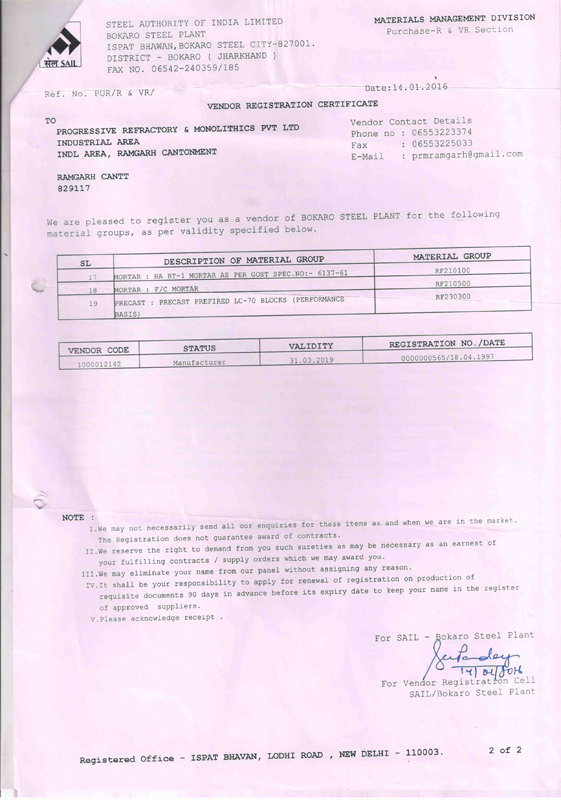 सेल SAIL
STEEL AUTHORITY OF INDIA LIMITED
BOKARO STEEL PLANT
ISPAT BHAWAN,BOKARO STEEL CITY-827001.
DISTRICT - BOKARO ( JHARKHAND )
FAX NO. 06542-240359/185
MATERIALS MANAGEMENT DIVISION
Purchase-R & VR Section
Ref. No. PUR/R & VR/
Date:14.01.2016
VENDOR REGISTRATION CERTIFICATE
TO
PROGRESSIVE REFRACTORY & MONOLITHICS PVT LTD
INDUSTRIAL AREA
INDL AREA, RAMGARH CANTONMENT
RAMGARH CANTT
829117
Vendor Contact Details
Phone no : 06553223374
Fax : 06553225033
E-Mail : prmramgarh@gmail.com
We are pleased to register you as a vendor of BOKARO STEEL PLANT for the following
material groups, as per validity specified below.
SL DESCRIPTION OF MATERIAL GROUP MATERIAL GROUP
17 MORTAR : HA BT-1 MORTAR AS PER GOST SPEC.NO:- 6137-61 RF210100
18 MORTAR : F/C MORTAR RF210500
19 PRECAST : PRECAST PREFIRED LC-70 BLOCKS (PERFORMANCE RF230300
BASIS)
VENDOR CODE STATUS VALIDITY REGISTRATION NO./DATE
1000012142 Manufacturer 31.03.2019 0000000565/18.04.1997
NOTE :
I.We may not necessarily send all our enquiries for these items as and when we are in the market.
The Registration does not guarantee award of contracts.
II.We reserve the right to demand from you such sureties as may be necessary as an earnest of
your fulfilling contracts / supply orders which we may award you.
III.We may eliminate your name from our panel without assigning any reason.
IV.It shall be your responsibility to apply for renewal of registration on production of
requisite documents 90 days in advance before its expiry date to keep your name in the register
of approved suppliers.
V.Please acknowledge receipt .
For SAIL - Bokaro Steel Plant
14/01/2016
For Vendor Registration Cell
SAIL/Bokaro Steel Plant
Registered Office - ISPAT BHAVAN, LODHI ROAD , NEW DELHI - 110003.
2 of 2